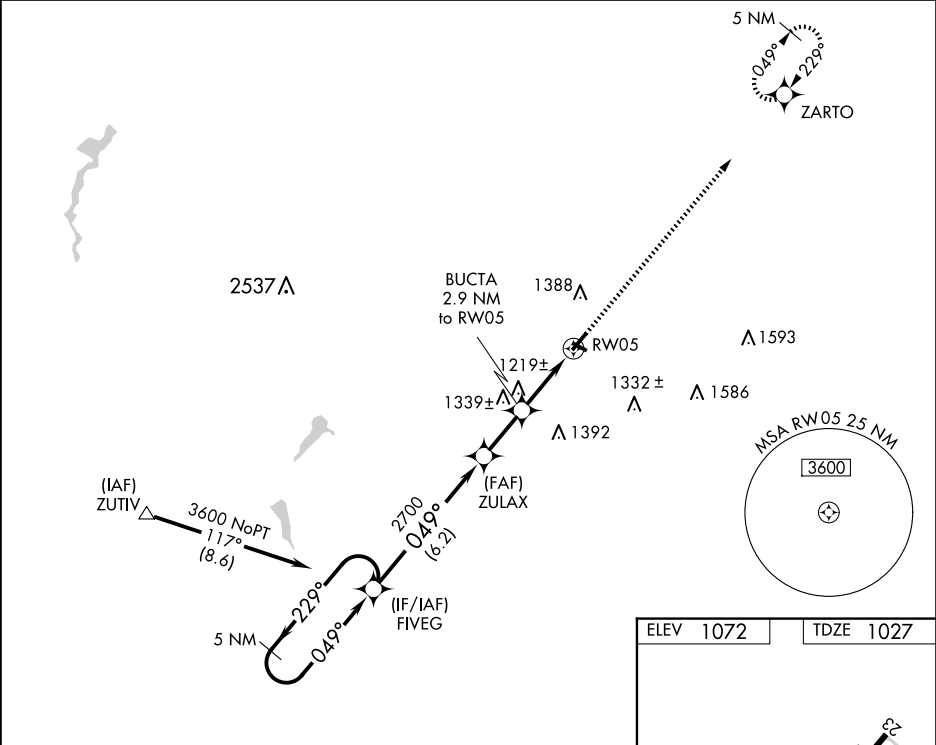 5 NM
049°
229°
ZARTO
2537
BUCTA
2.9 NM
to RW05
1388
RW05
1593
1219±
1332 ±
1586
1339±
1392
MSA RW05 25 NM
3600
(FAF)
ZULAX
(IAF)
ZUTIV
3600 NoPT
117°
(8.6)
2700
049°
(6.2)
229°
(IF/IAF)
FIVEG
5 NM
049°
ELEV 1072
TDZE 1027
23